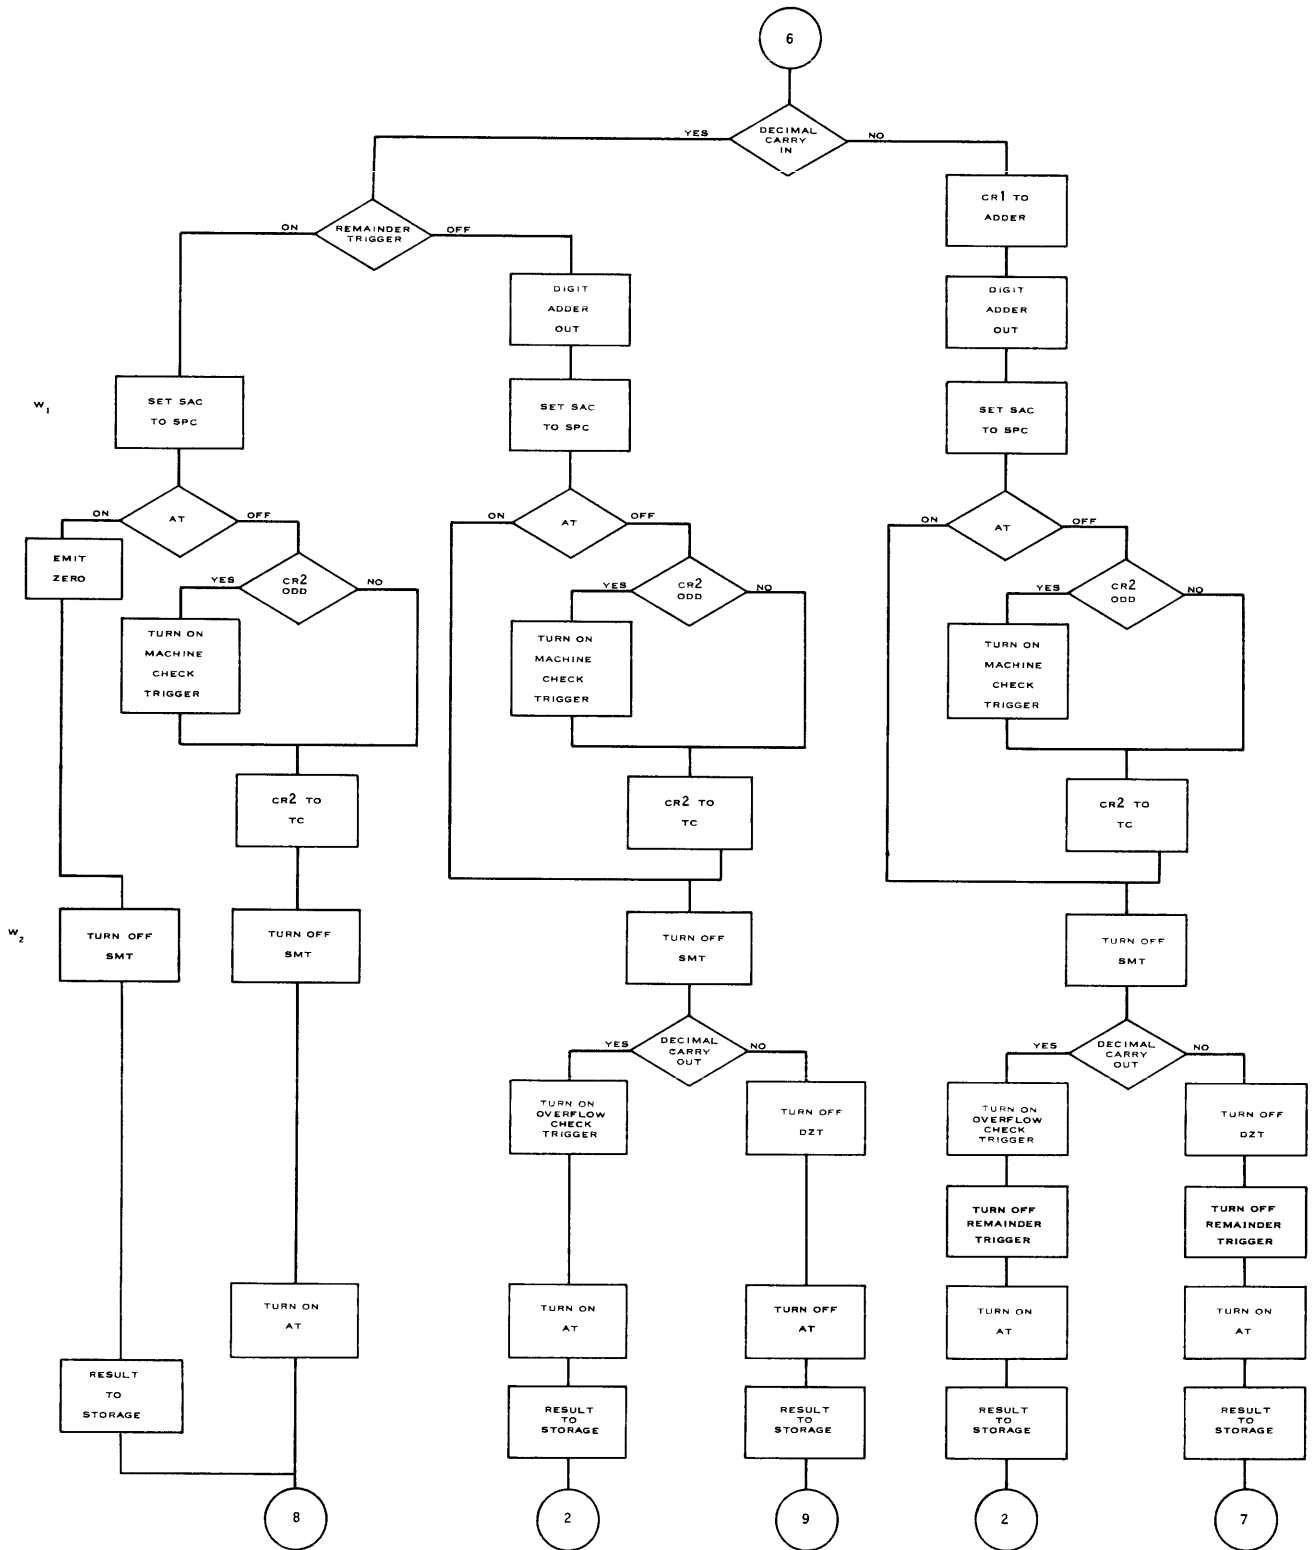 6
DECIMAL
CARRY
IN
YES
NO
CR1 TO
ADDER
REMAINDER
TRIGGER
ON
OFF
DIGIT
ADDER
OUT
DIGIT
ADDER
OUT
W1
SET SAC
TO SPC
SET SAC
TO SPC
SET SAC
TO SPC
ON
AT
OFF
ON
AT
OFF
ON
AT
OFF
EMIT
ZERO
YES
CR2
ODD
NO
YES
CR2
ODD
NO
YES
CR2
ODD
NO
TURN ON
MACHINE
CHECK
TRIGGER
TURN ON
MACHINE
CHECK
TRIGGER
TURN ON
MACHINE
CHECK
TRIGGER
CR2 TO
TC
CR2 TO
TC
CR2 TO
TC
W2
TURN OFF
SMT
TURN OFF
SMT
TURN OFF
SMT
TURN OFF
SMT
YES
DECIMAL
CARRY
OUT
NO
YES
DECIMAL
CARRY
OUT
NO
TURN ON
OVERFLOW
CHECK
TRIGGER
TURN OFF
DZT
TURN ON
OVERFLOW
CHECK
TRIGGER
TURN OFF
DZT
TURN OFF
REMAINDER
TRIGGER
TURN OFF
REMAINDER
TRIGGER
TURN ON
AT
TURN ON
AT
TURN OFF
AT
TURN ON
AT
TURN ON
AT
RESULT
TO
STORAGE
RESULT
TO
STORAGE
RESULT
TO
STORAGE
RESULT
TO
STORAGE
RESULT
TO
STORAGE
8
2
9
2
7